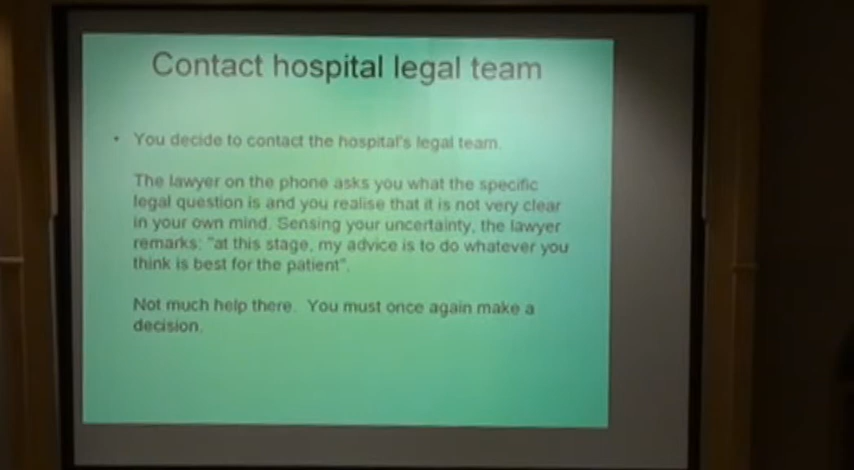 Contact hospital legal team
• You decide to contact the hospital's legal team.
The lawyer on the phone asks you what the specific
legal question is and you realise that it is not very clear
in your own mind. Sensing your uncertainty, the lawyer
remarks: "at this stage, my advice is to do whatever you
think is best for the patient".
Not much help there. You must once again make a
decision.